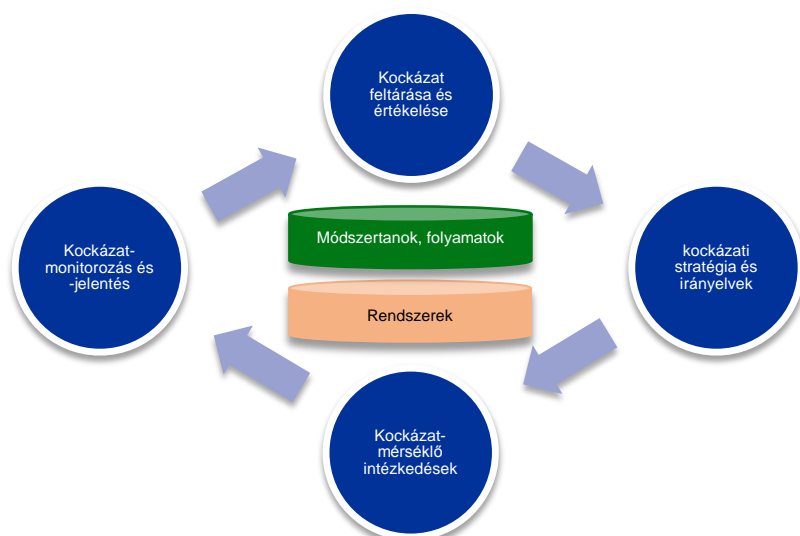 Kockázat
feltárása és
értékelése
Módszertanok, folyamatok
Kockázat-
monitorozás és
-jelentés
kockázati
stratégia és
irányelvek
Rendszerek
Kockázat-
mérséklő
intézkedések